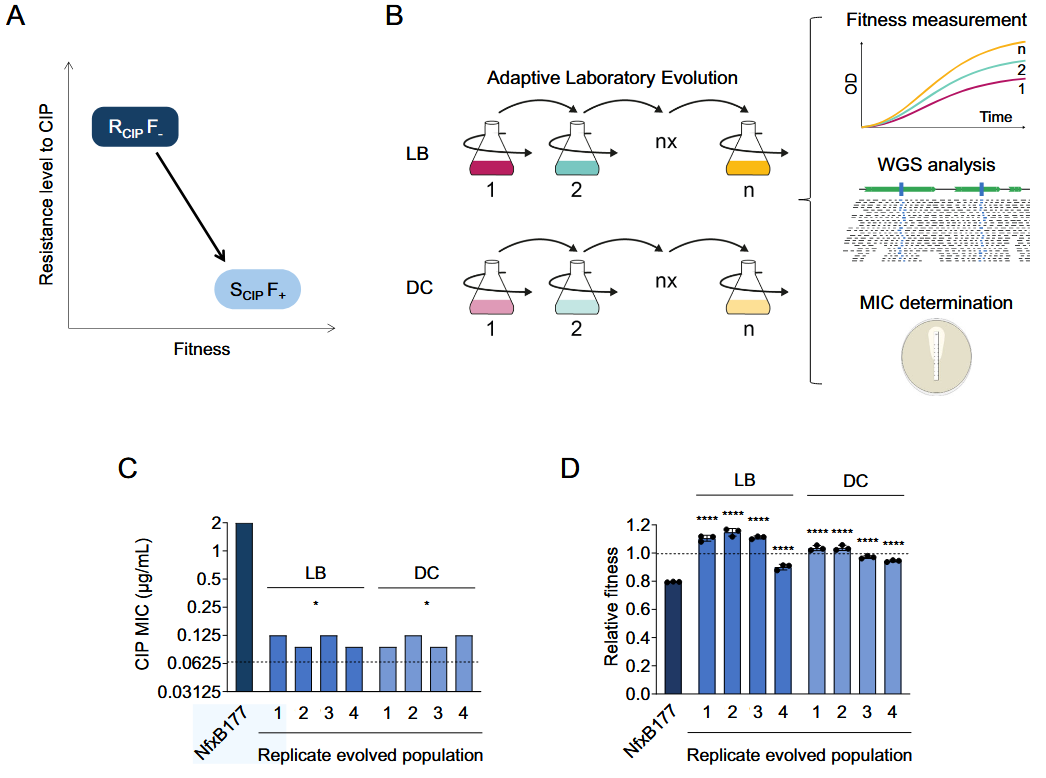 A
Resistance level to CIP
R_CIP F_-
S_CIP F_+
Fitness
B
Adaptive Laboratory Evolution
LB
nx
1
2
n
DC
nx
1
2
n
Fitness measurement
OD
n
2
1
Time
WGS analysis
MIC determination
C
CIP MIC (µg/mL)
2
1
0.5
0.25
0.125
0.0625
0.03125
LB
DC
*
*
NfxB177
1 2 3 4 1 2 3 4
Replicate evolved population
D
Relative fitness
1.2
1.0
0.8
0.6
0.4
0.2
0.0
LB
DC
**** **** **** **** **** **** **** ****
NfxB177
1 2 3 4 1 2 3 4
Replicate evolved population